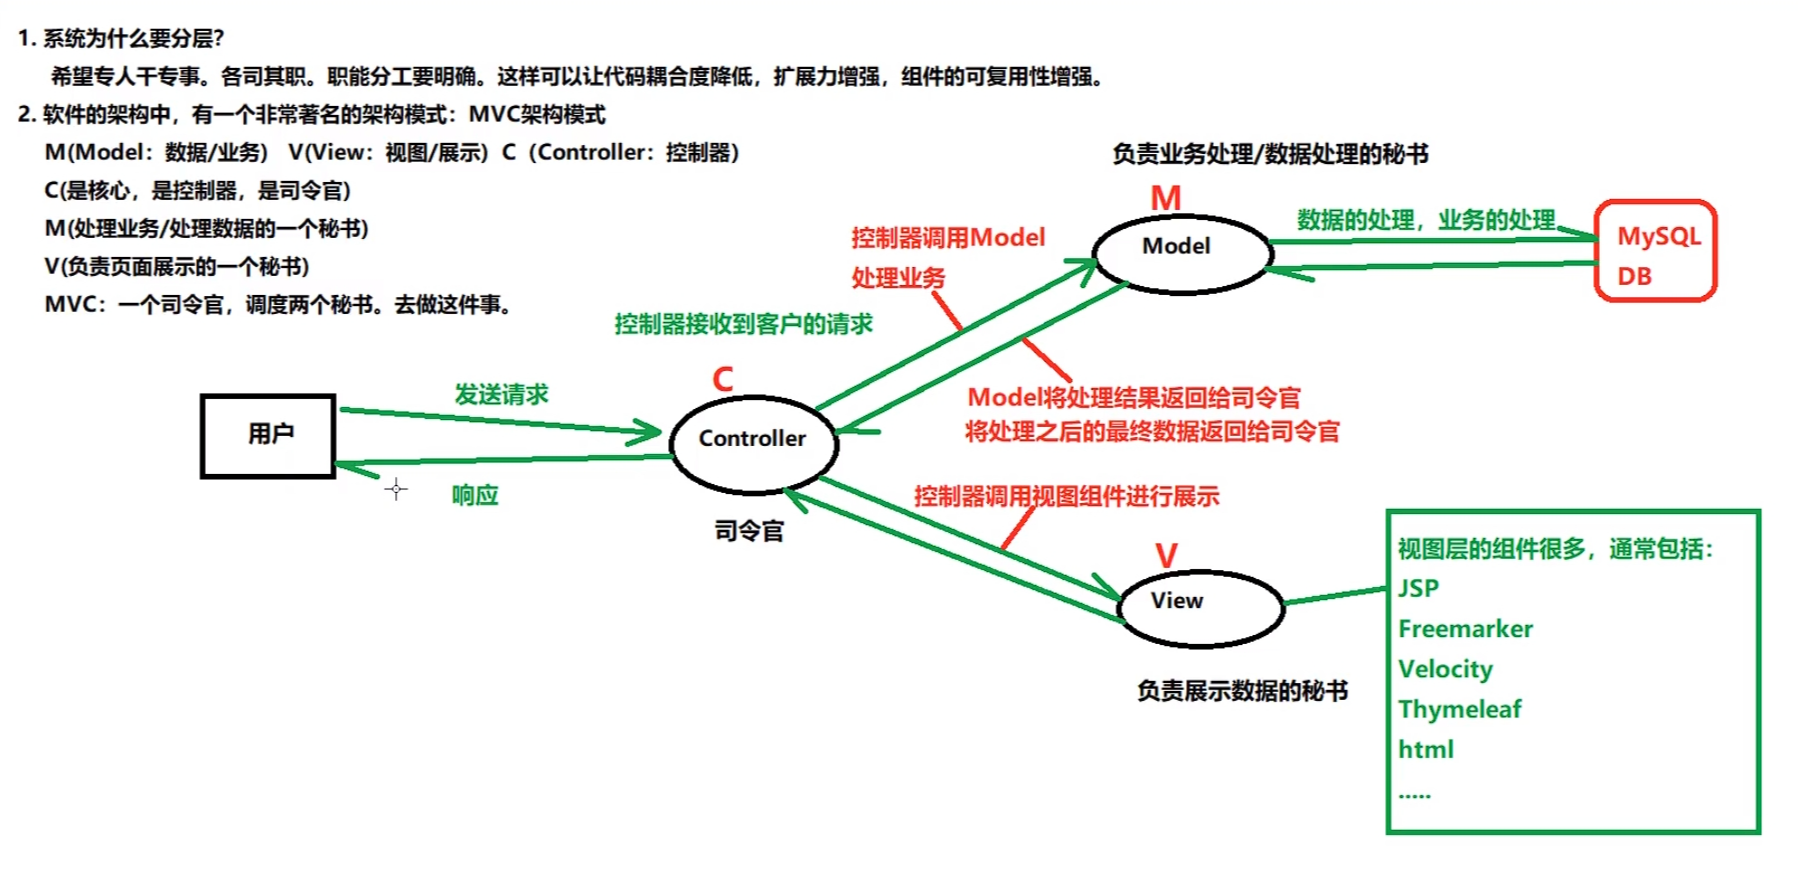 1. 系统为什么要分层？
希望专人干专事。各司其职。职能分工要明确。这样可以让代码耦合度降低，扩展力增强，组件的可复用性增强。
2. 软件的架构中，有一个非常著名的架构模式：MVC架构模式
M(Model：数据/业务)   V(View：视图/展示)  C（Controller：控制器）
C(是核心，是控制器，是司令官)
M(处理业务/处理数据的一个秘书)
V(负责页面展示的一个秘书)
MVC：一个司令官，调度两个秘书。去做这件事。
负责业务处理/数据处理的秘书
M
Model
数据的处理，业务的处理
MySQL
DB
控制器调用Model
处理业务
控制器接收到客户的请求
C
Controller
司令官
发送请求
用户
响应
Model将处理结果返回给司令官
将处理之后的最终数据返回给司令官
控制器调用视图组件进行展示
V
View
负责展示数据的秘书
视图层的组件很多，通常包括：
JSP
Freemarker
Velocity
Thymeleaf
html
.....